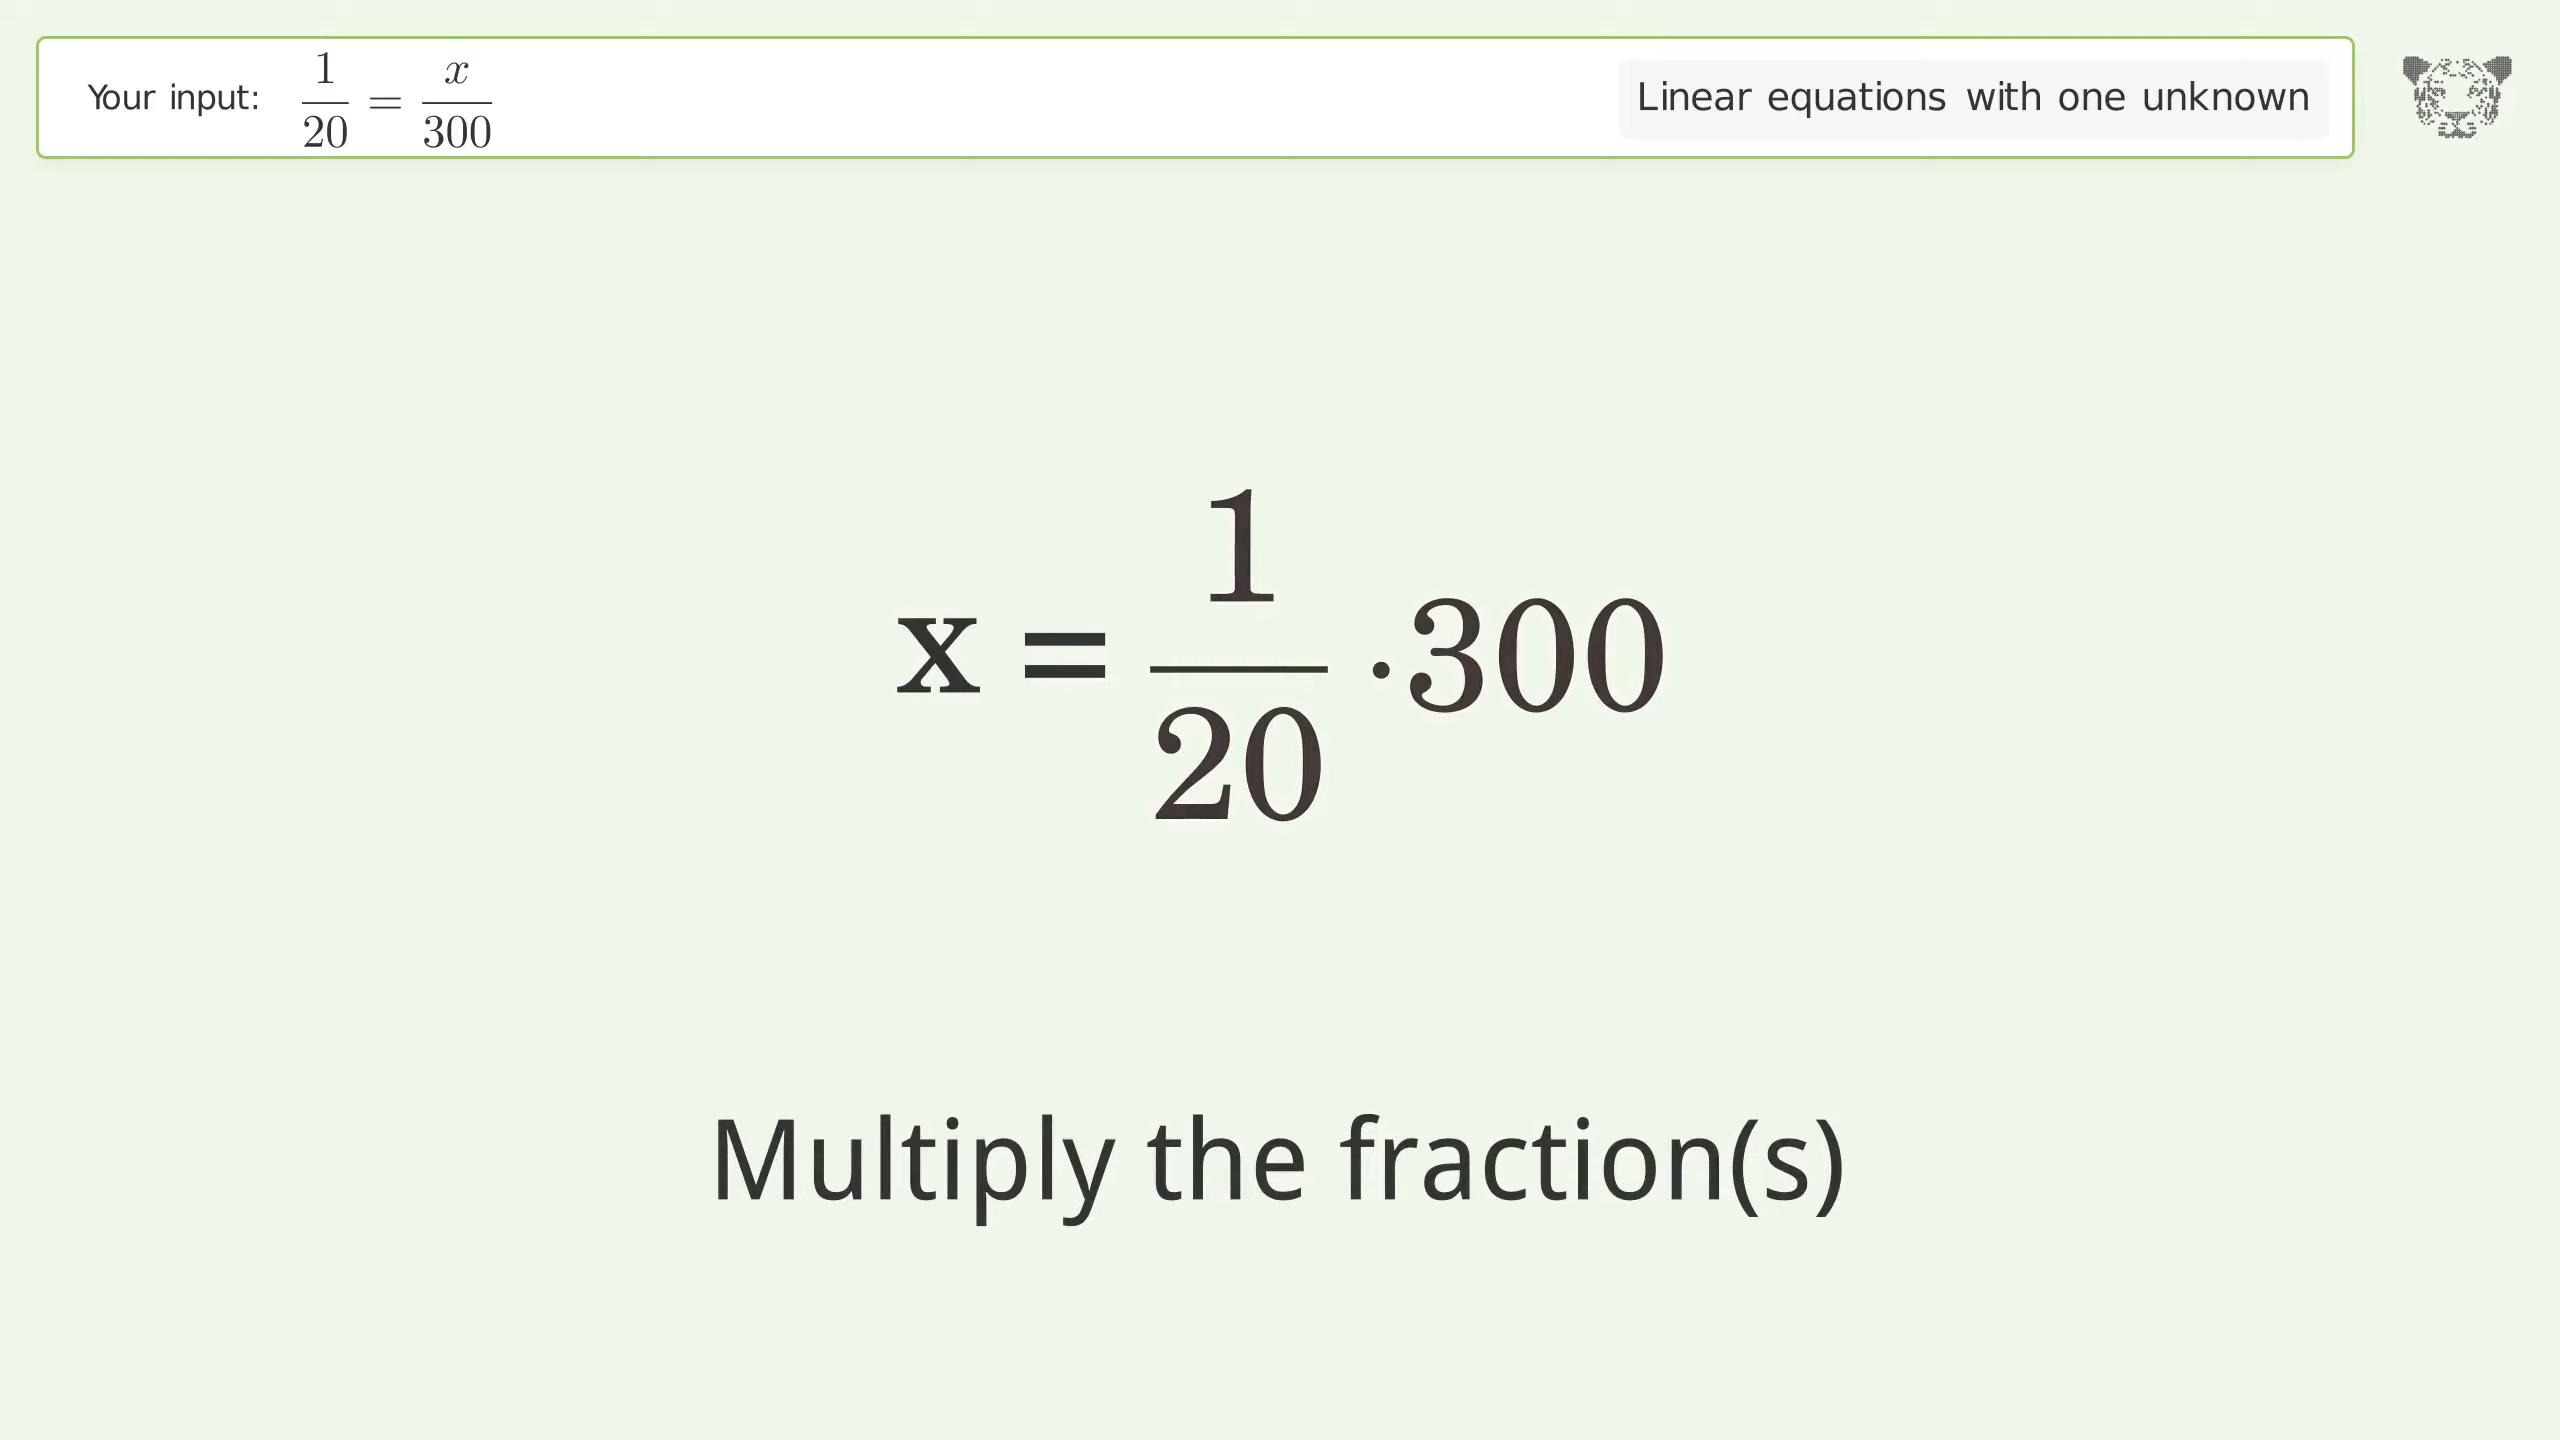 Your input: 1/20 = x/300
Linear equations with one unknown
x = 1/20 ·300
Multiply the fraction(s)